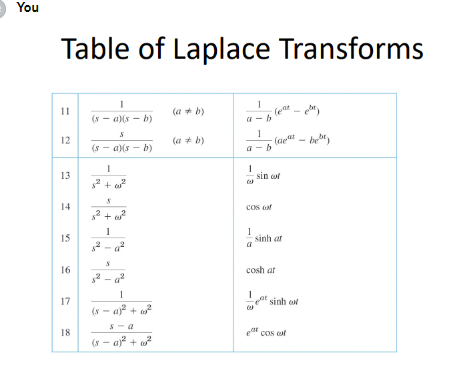 You
Table of Laplace Transforms
11 1/((s − a)(s − b)) (a ≠ b) 1/(a − b) (e^{at} − e^{bt})
12 s/((s − a)(s − b)) (a ≠ b) 1/(a − b) (ae^{at} − be^{bt})
13 1/(s² + ω²) 1/ω sin ωt
14 s/(s² + ω²) cos ωt
15 1/(s² − a²) 1/a sinh at
16 s/(s² − a²) cosh at
17 1/((s − a)² + ω²) 1/ω e^{at} sinh ωt
18 (s − a)/((s − a)² + ω²) e^{at} cos ωt